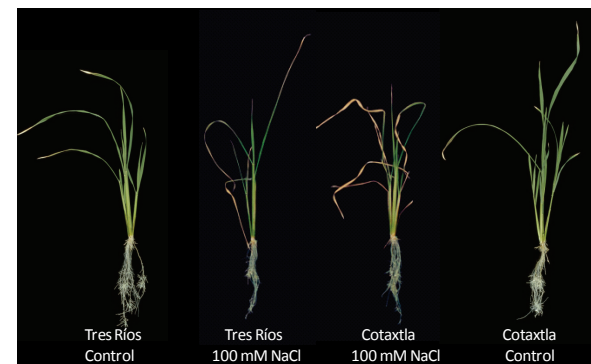 Tres Ríos
Control
Tres Ríos
100 mM NaCl
Cotaxtla
100 mM NaCl
Cotaxtla
Control